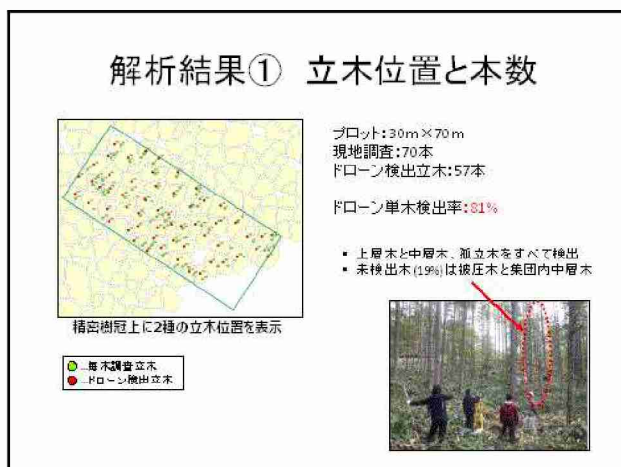 解析結果① 立木位置と本数
プロット:30m×70m
現地調査:70本
ドローン検出立木:57本
ドローン単木検出率:81%
▪ 上層木と中層木、孤立木をすべて検出
▪ 未検出木(19%)は被圧木と集団内中層木
精密樹冠上に2種の立木位置を表示
…毎木調査立木
…ドローン検出立木